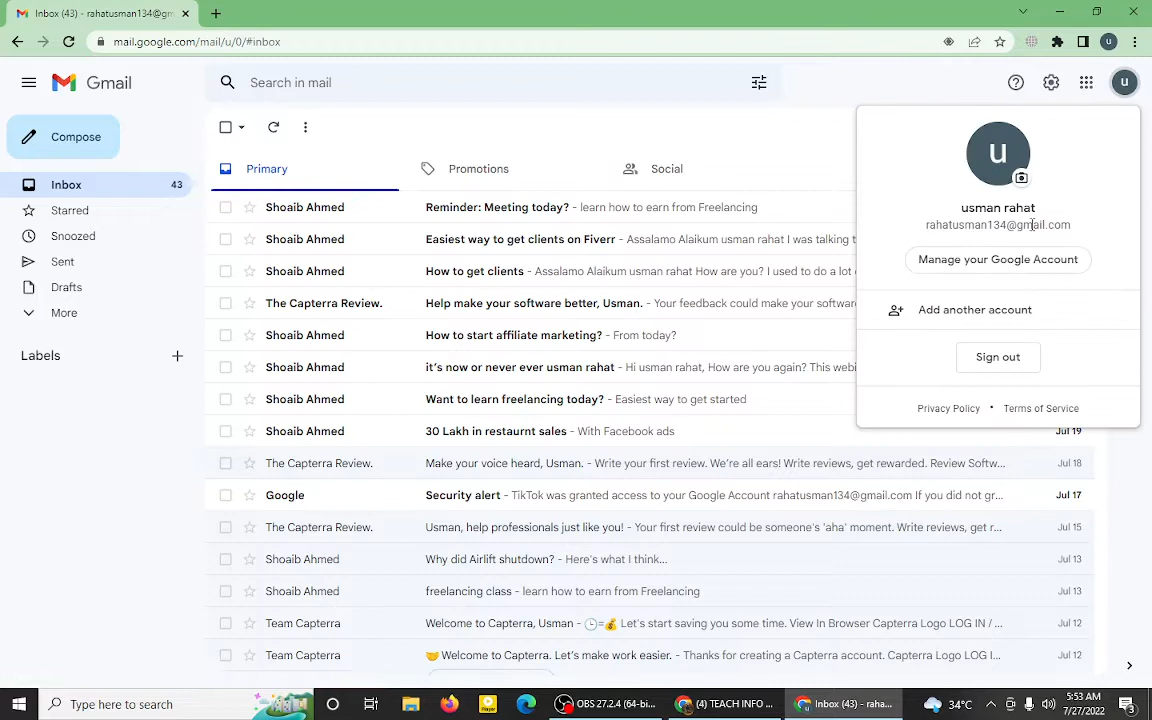 Inbox (43) - rahatusman134@gm
mail.google.com/mail/u/0/#inbox
u
Gmail
Search in mail
u
Compose
Primary
Promotions
Social
Inbox 43
Starred
Snoozed
Sent
Drafts
More
Labels
Shoaib Ahmed Reminder: Meeting today? - learn how to earn from Freelancing
Shoaib Ahmed Easiest way to get clients on Fiverr - Assalamo Alaikum usman rahat I was talking t
Shoaib Ahmed How to get clients - Assalamo Alaikum usman rahat How are you? I used to do a lot
The Capterra Review. Help make your software better, Usman. - Your feedback could make your software
Shoaib Ahmed How to start affiliate marketing? - From today?
Shoaib Ahmad it's now or never ever usman rahat - Hi usman rahat, How are you again? This webi
Shoaib Ahmed Want to learn freelancing today? - Easiest way to get started
Shoaib Ahmed 30 Lakh in restaurnt sales - With Facebook ads Jul 19
The Capterra Review. Make your voice heard, Usman. - Write your first review. We're all ears! Write reviews, get rewarded. Review Softw... Jul 18
Google Security alert - TikTok was granted access to your Google Account rahatusman134@gmail.com If you did not gr... Jul 17
The Capterra Review. Usman, help professionals just like you! - Your first review could be someone's 'aha' moment. Write reviews, get r... Jul 15
Shoaib Ahmed Why did Airlift shutdown? - Here's what I think... Jul 13
Shoaib Ahmed freelancing class - learn how to earn from Freelancing Jul 13
Team Capterra Welcome to Capterra, Usman - Let's start saving you some time. View In Browser Capterra Logo LOG IN / ... Jul 12
Team Capterra Welcome to Capterra. Let's make work easier. - Thanks for creating a Capterra account. Capterra Logo LOG I... Jul 12
u
usman rahat
rahatusman134@gmail.com
Manage your Google Account
Add another account
Sign out
Privacy Policy • Terms of Service
Type here to search
Player
OBS 27.2.4 (64-bi...
(4) TEACH INFO ...
Inbox (43) - raha...
34°C
5:53 AM
7/27/2022
3